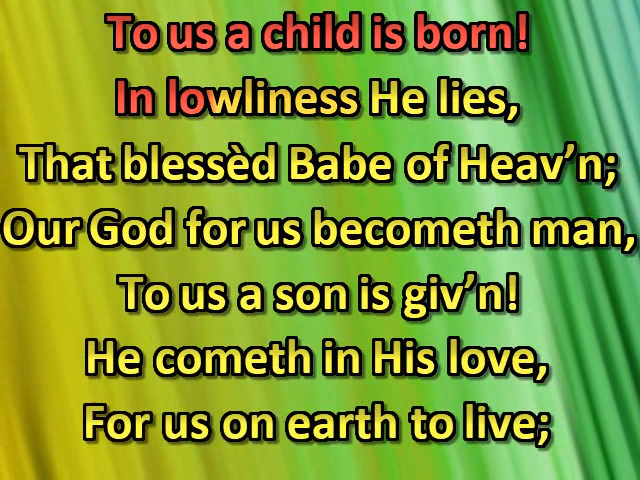 To us a child is born!
In lowliness He lies,
That blessèd Babe of Heav’n;
Our God for us becometh man,
To us a son is giv’n!
He cometh in His love,
For us on earth to live;